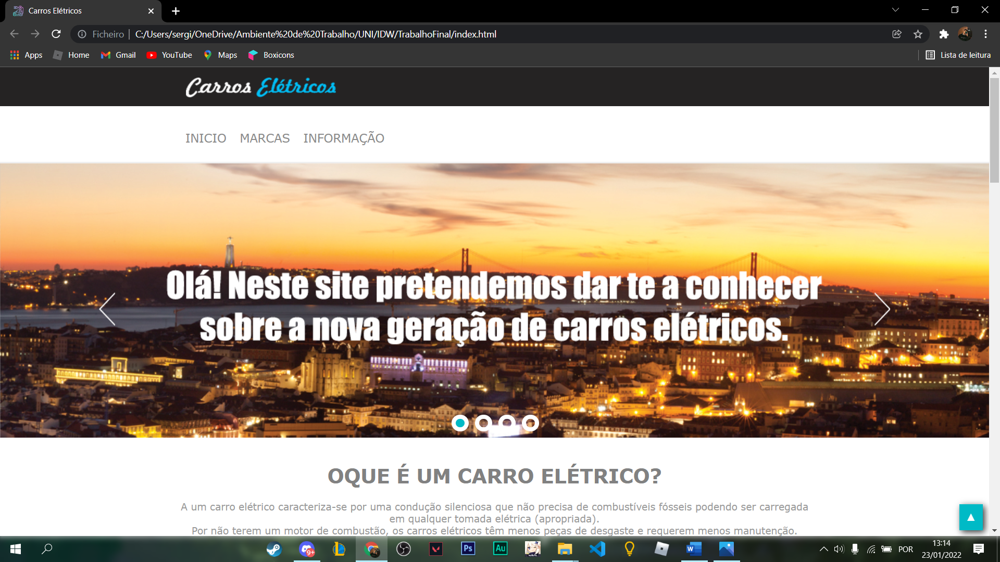 Carros Elétricos
Ficheiro
C:/Users/sergi/OneDrive/Ambiente%20de%20Trabalho/UNI/IDW/TrabalhoFinal/index.html
Apps
Home
Gmail
YouTube
Maps
Boxicons
Lista de leitura
Carros Elétricos
INICIO
MARCAS
INFORMAÇÃO
Olá! Neste site pretendemos dar te a conhecer
sobre a nova geração de carros elétricos.
OQUE É UM CARRO ELÉTRICO?
A um carro elétrico caracteriza-se por uma condução silenciosa que não precisa de combustíveis fósseis podendo ser carregada
em qualquer tomada elétrica (apropriada).
Por não terem um motor de combustão, os carros elétricos têm menos peças de desgaste e requerem menos manutenção.
9+
Ps
Au
W
POR
13:14
23/01/2022